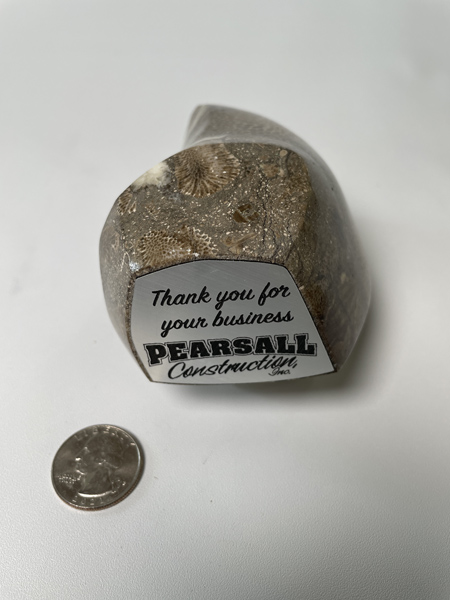 Thank you for
your business
PEARSALL
Construction,
Inc.